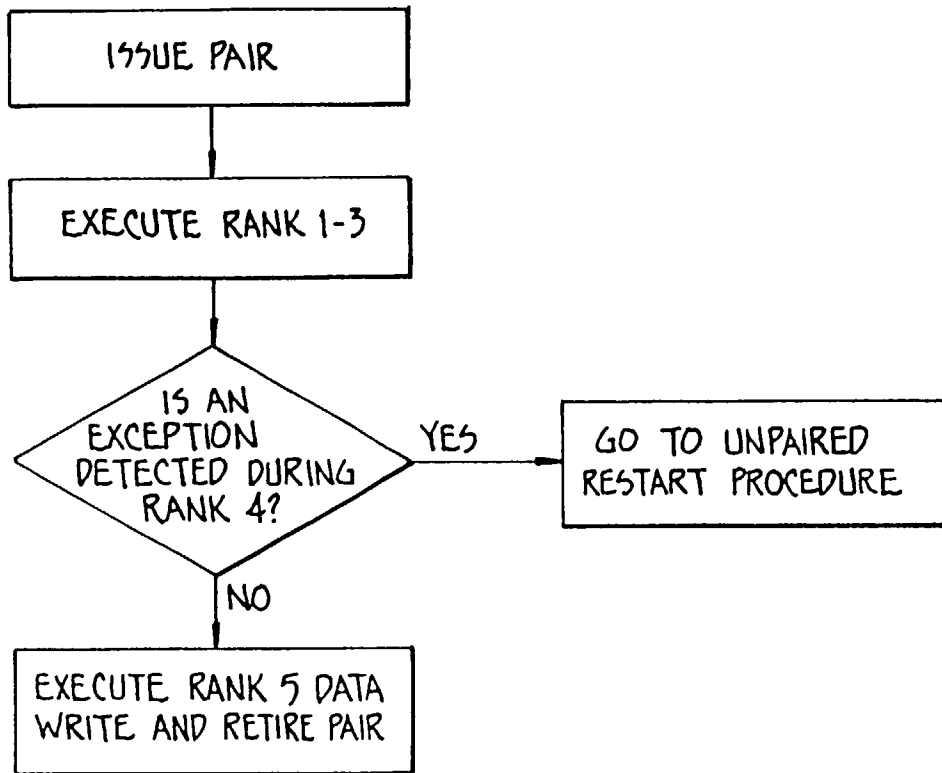 ISSUE PAIR
EXECUTE RANK 1-3
IS AN
EXCEPTION
DETECTED DURING
RANK 4?
YES
GO TO UNPAIRED
RESTART PROCEDURE
NO
EXECUTE RANK 5 DATA
WRITE AND RETIRE PAIR